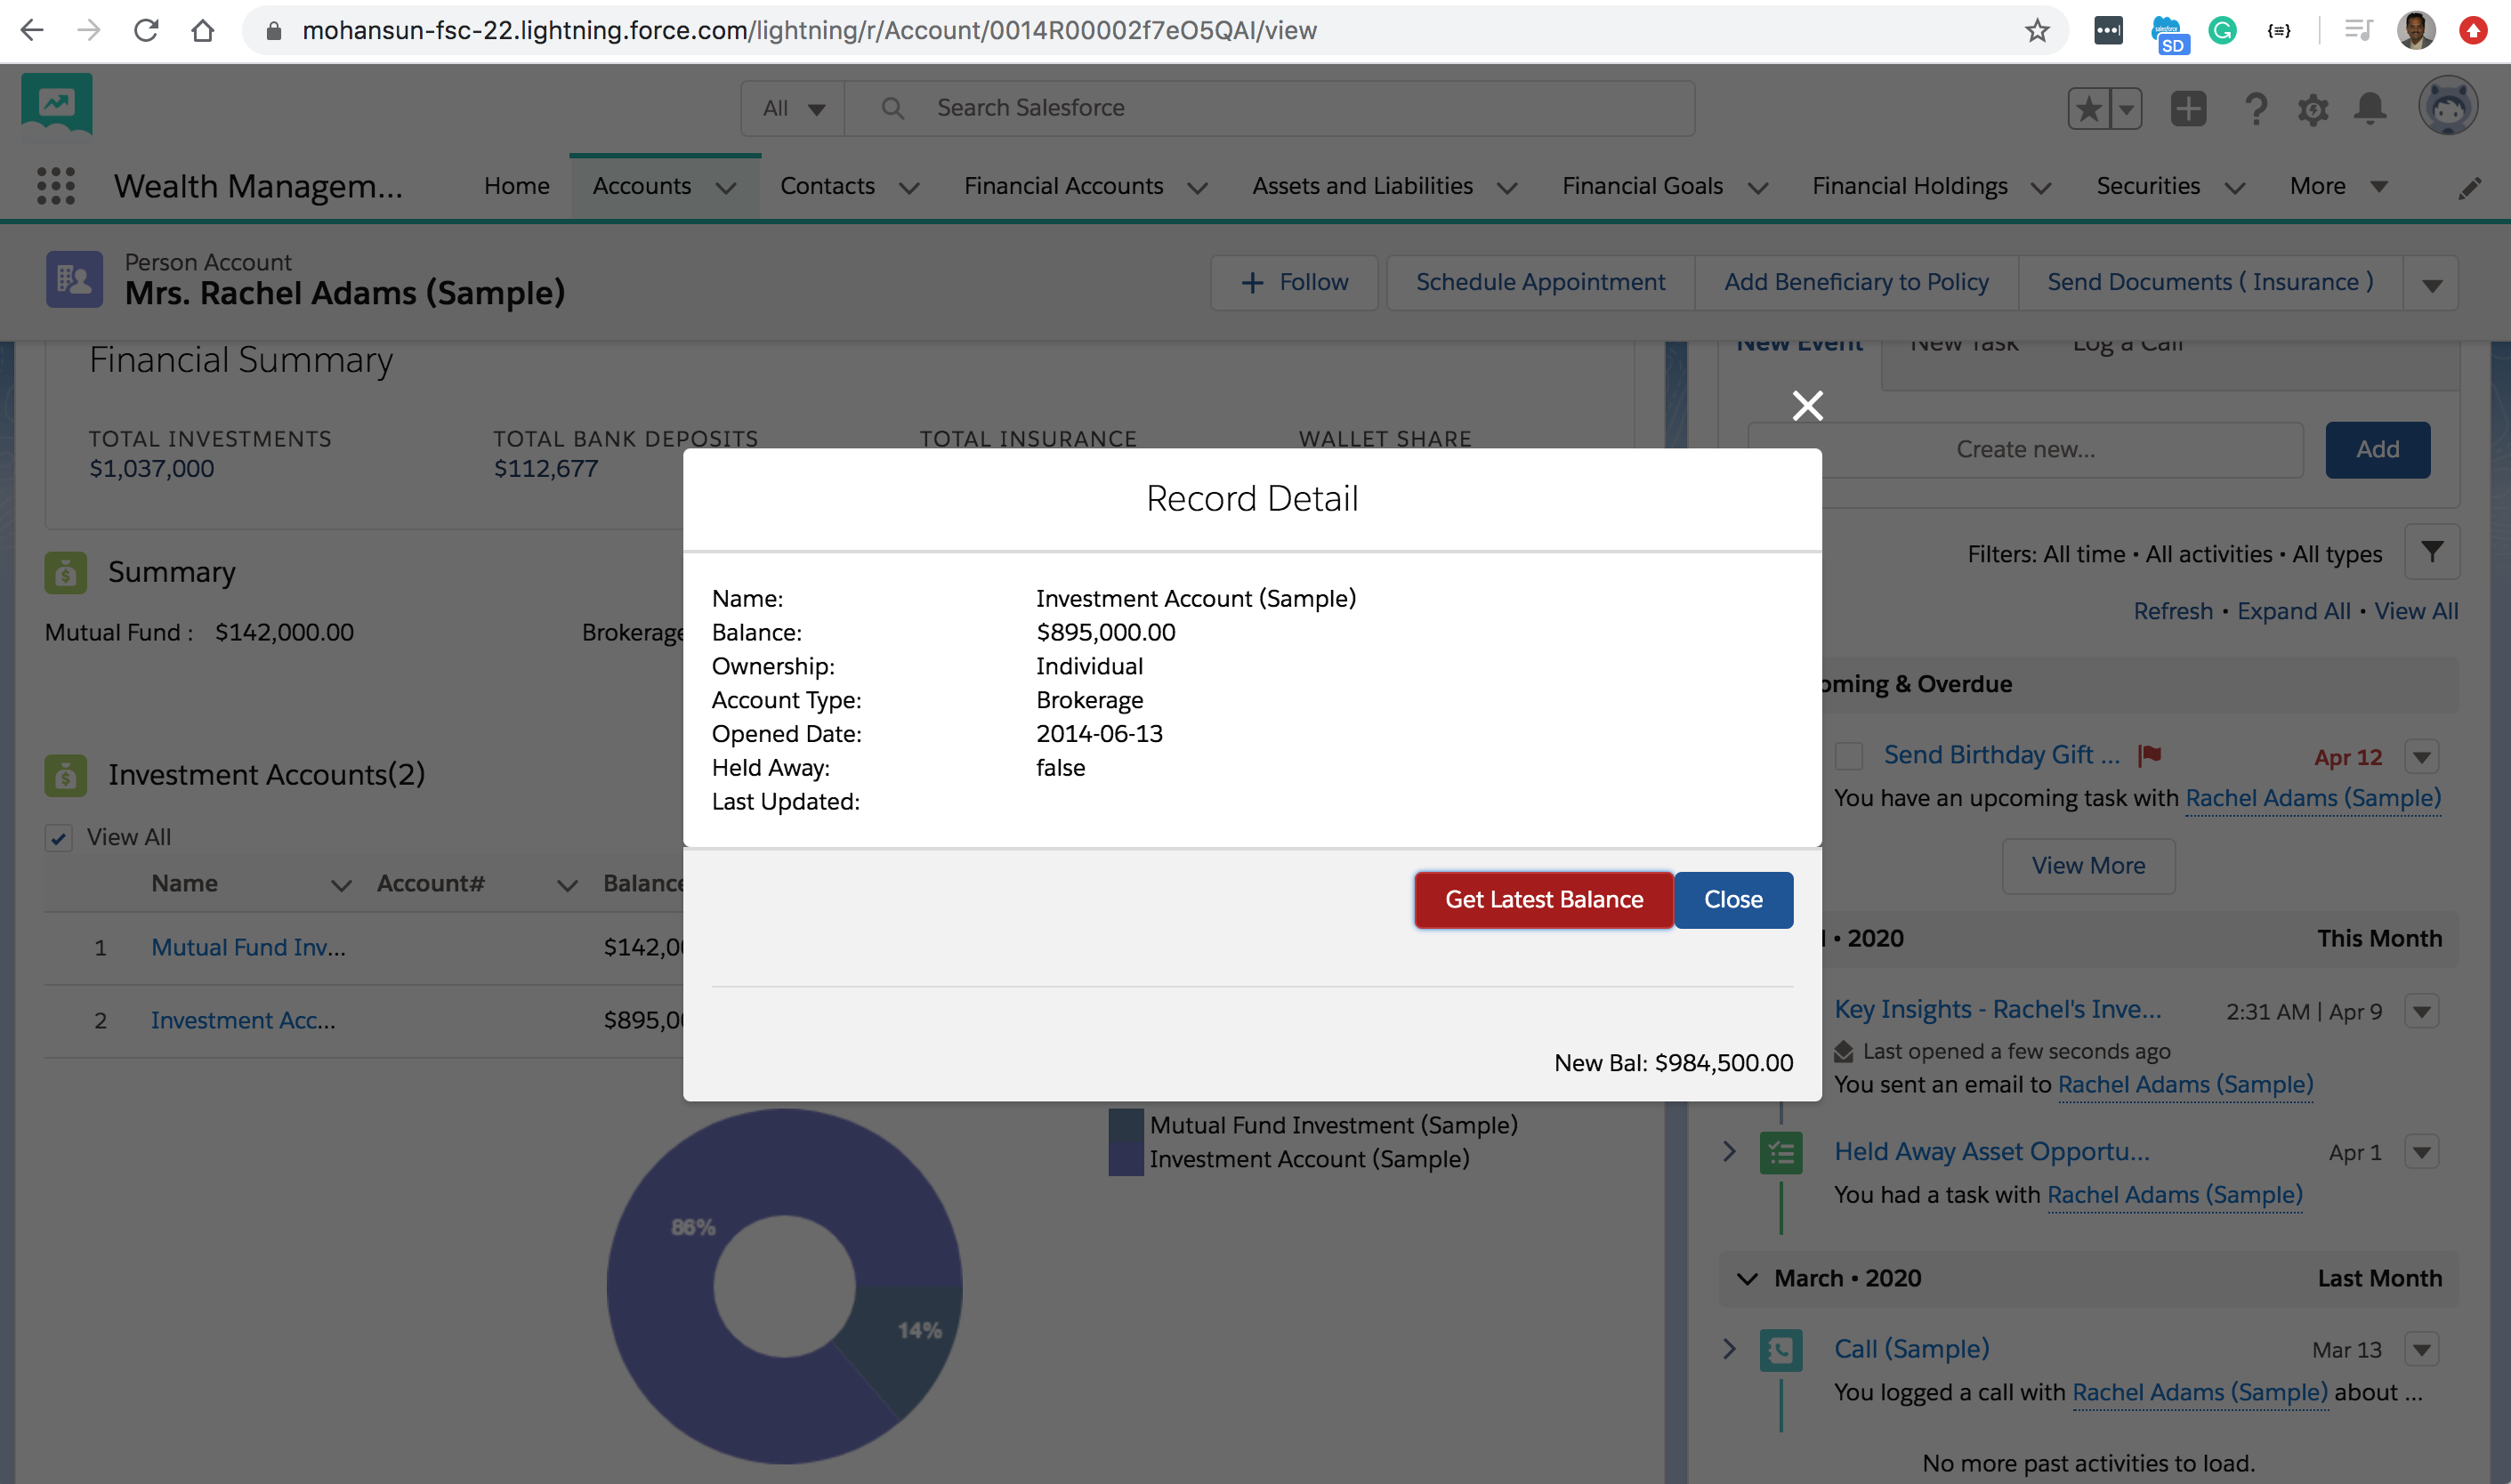 mohansun-fsc-22.lightning.force.com/lightning/r/Account/0014R00002f7eO5QAI/view
SD
All
Search Salesforce
Wealth Managem...
Home
Accounts
Contacts
Financial Accounts
Assets and Liabilities
Financial Goals
Financial Holdings
Securities
More
Person Account
Mrs. Rachel Adams (Sample)
+ Follow
Schedule Appointment
Add Beneficiary to Policy
Send Documents ( Insurance )
Financial Summary
TOTAL INVESTMENTS
$1,037,000
TOTAL BANK DEPOSITS
$112,677
TOTAL INSURANCE
WALLET SHARE
Summary
Mutual Fund : $142,000.00
Brokerage
Investment Accounts(2)
View All
Name Account# Balance
1 Mutual Fund Inv... $142,0
2 Investment Acc... $895,0
86%
14%
Mutual Fund Investment (Sample)
Investment Account (Sample)
Record Detail
Name: Investment Account (Sample)
Balance: $895,000.00
Ownership: Individual
Account Type: Brokerage
Opened Date: 2014-06-13
Held Away: false
Last Updated:
Get Latest Balance
Close
New Bal: $984,500.00
New Event
New Task
Log a Call
Create new...
Add
Filters: All time • All activities • All types
Refresh • Expand All • View All
oming & Overdue
Send Birthday Gift ... Apr 12
You have an upcoming task with Rachel Adams (Sample)
View More
l • 2020 This Month
Key Insights - Rachel's Inve... 2:31 AM | Apr 9
Last opened a few seconds ago
You sent an email to Rachel Adams (Sample)
Held Away Asset Opportu... Apr 1
You had a task with Rachel Adams (Sample)
March • 2020 Last Month
Call (Sample) Mar 13
You logged a call with Rachel Adams (Sample) about ...
No more past activities to load.